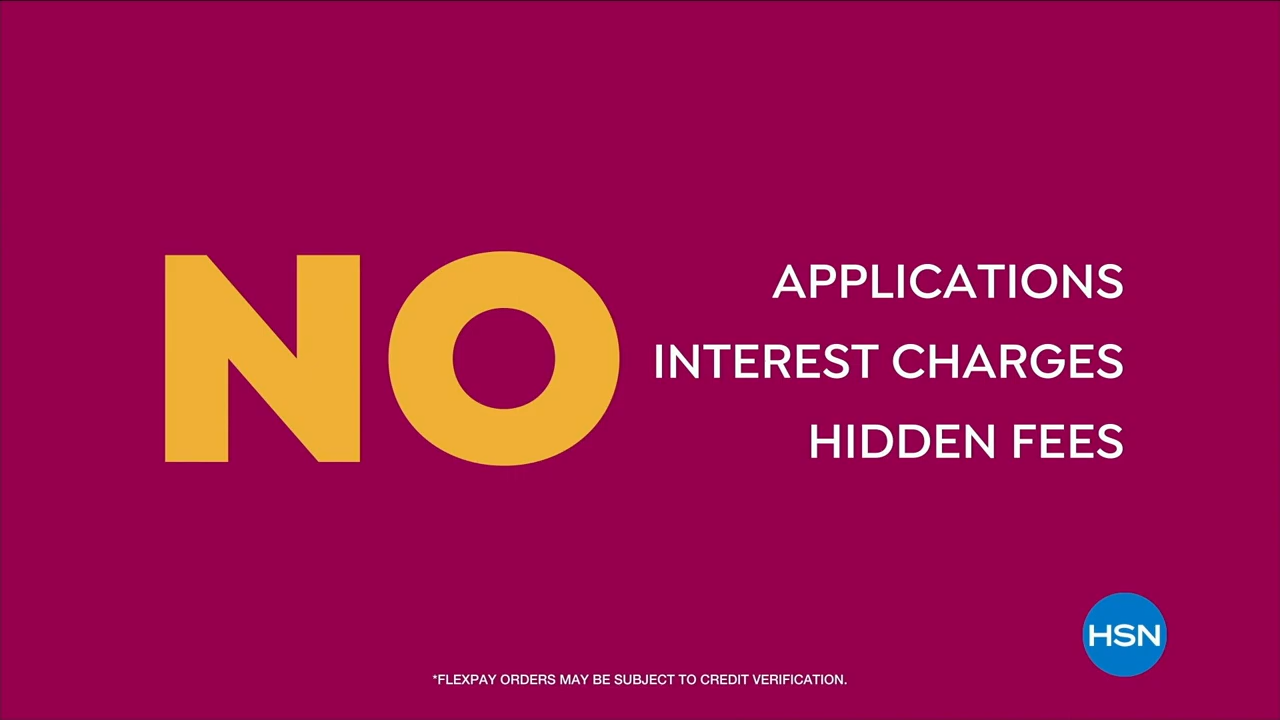 NO
APPLICATIONS
INTEREST CHARGES
HIDDEN FEES
HSN
*FLEXPAY ORDERS MAY BE SUBJECT TO CREDIT VERIFICATION.